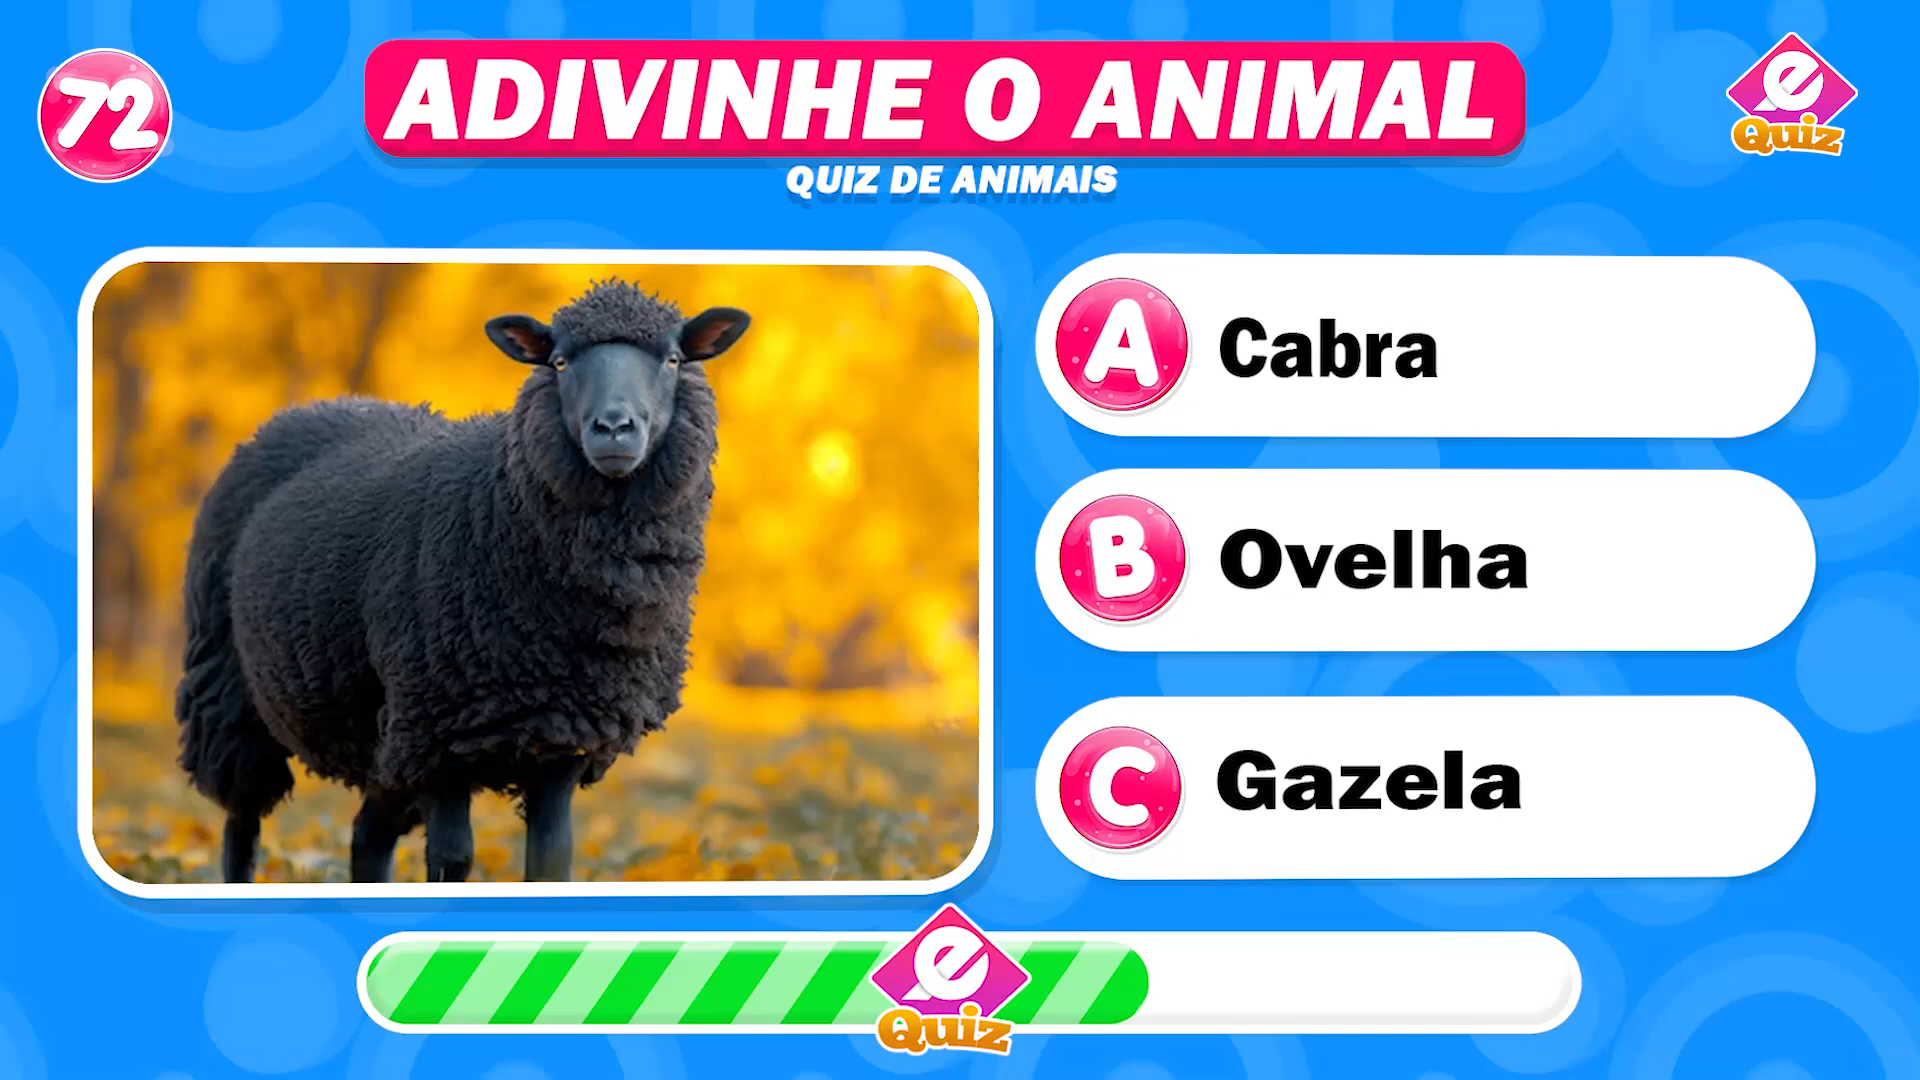 72
ADIVINHE O ANIMAL
e
Quiz
QUIZ DE ANIMAIS
A Cabra
B Ovelha
C Gazela
e
Quiz